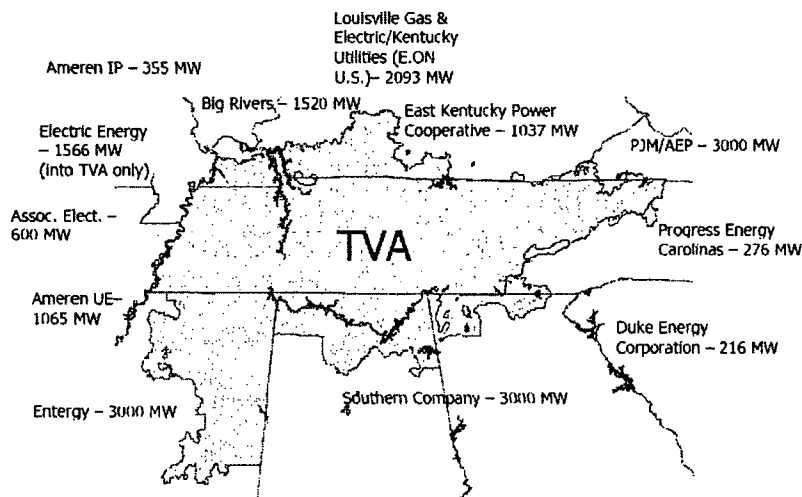 Louisville Gas &
Electric/Kentucky
Utilities (E.ON
U.S.)– 2093 MW
Ameren IP – 355 MW
Big Rivers – 1520 MW
East Kentucky Power
Cooperative – 1037 MW
Electric Energy
– 1566 MW
(into TVA only)
PJM/AEP – 3000 MW
Assoc. Elect. –
600 MW
TVA
Progress Energy
Carolinas – 276 MW
Ameren UE–
1065 MW
Duke Energy
Corporation – 216 MW
Entergy – 3000 MW
Southern Company – 3000 MW